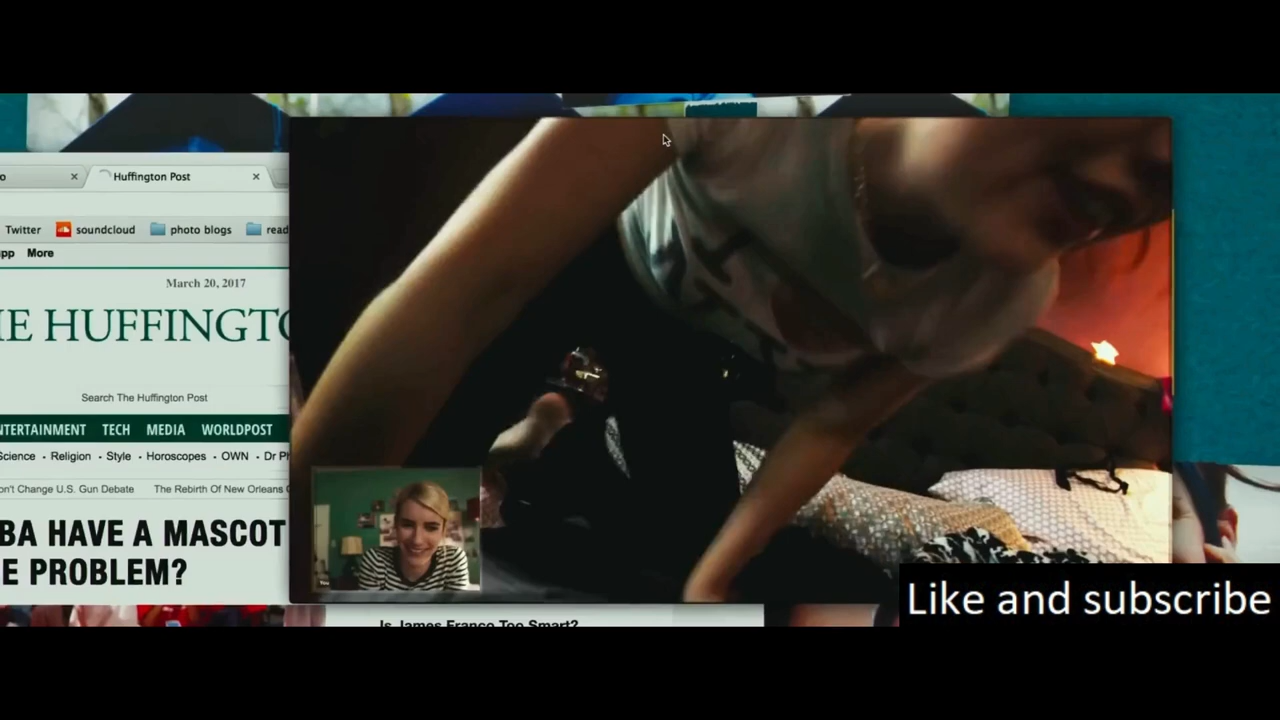 o
Huffington Post
Twitter soundcloud photo blogs read
pp More
March 20, 2017
IE HUFFINGTO
Search The Huffington Post
NTERTAINMENT TECH MEDIA WORLDPOST
Science • Religion • Style • Horoscopes • OWN • Dr Ph
on't Change U.S. Gun Debate The Rebirth Of New Orleans
BA HAVE A MASCOT
E PROBLEM?
You
Is James Franco Too Smart?
Like and subscribe